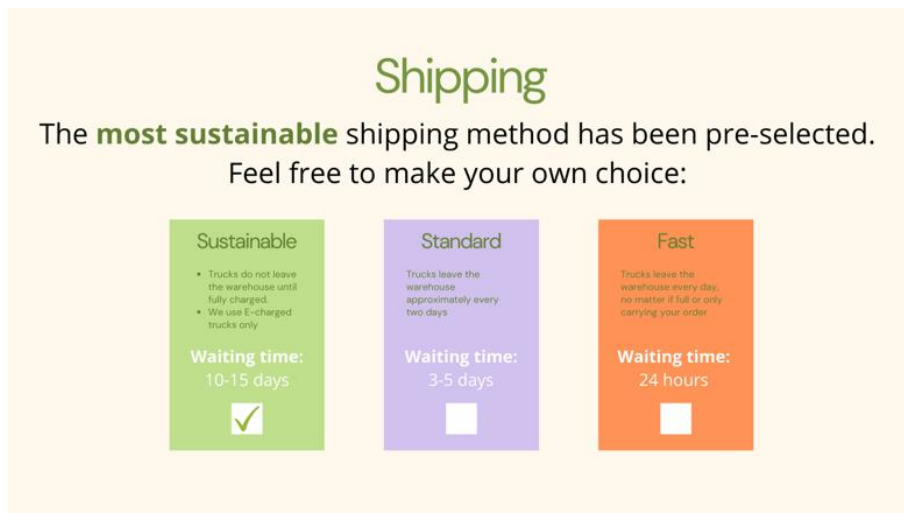 Shipping
The most sustainable shipping method has been pre-selected.
Feel free to make your own choice:
Sustainable
• Trucks do not leave
the warehouse until
fully charged.
• We use E-charged
trucks only
Waiting time:
10-15 days
Standard
Trucks leave the
warehouse
approximately every
two days
Waiting time:
3-5 days
Fast
Trucks leave the
warehouse every day,
no matter if full or only
carrying your order
Waiting time:
24 hours